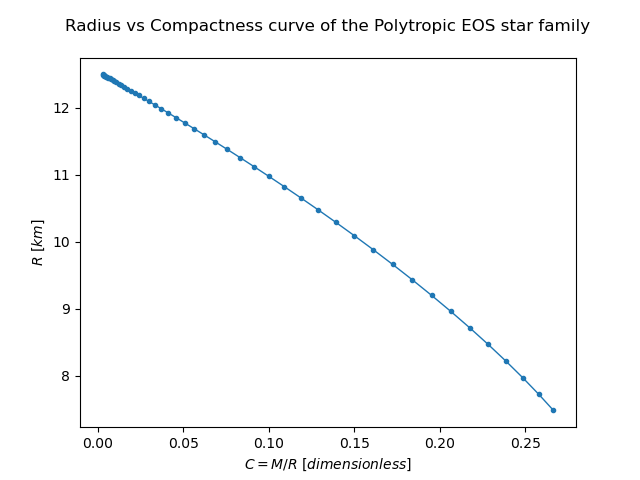 Radius vs Compactness curve of the Polytropic EOS star family
R [km]
12
11
10
9
8
0.00 0.05 0.10 0.15 0.20 0.25
C = M/R [dimensionless]